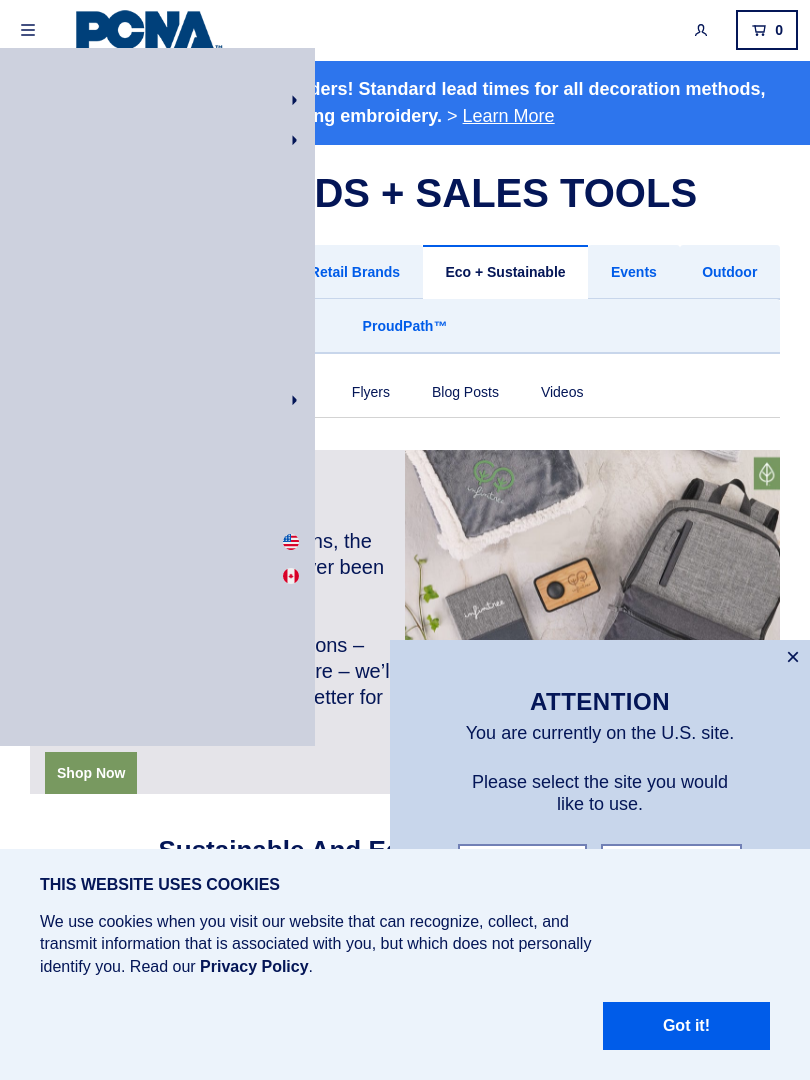 PCNA™
0
ders! Standard lead times for all decoration methods,
ng embroidery. > Learn More
DS + SALES TOOLS
Retail Brands
Eco + Sustainable
Events
Outdoor
ProudPath™
Flyers
Blog Posts
Videos
ns, the
ver been
infinitree
infinitree
ons –
re – we'l
etter for
Shop Now
×
ATTENTION
You are currently on the U.S. site.
Please select the site you would
like to use.
Sustainable And Ec
THIS WEBSITE USES COOKIES
We use cookies when you visit our website that can recognize, collect, and
transmit information that is associated with you, but which does not personally
identify you. Read our Privacy Policy.
Got it!